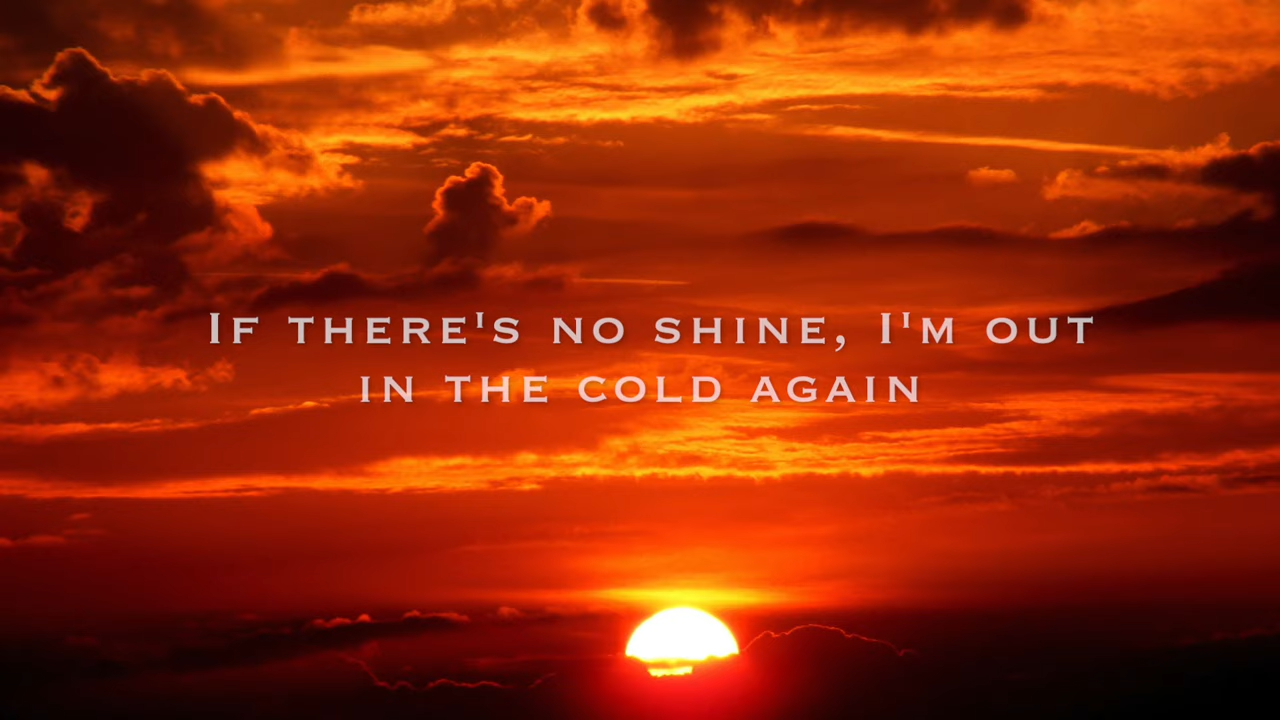 If there's no shine, I'm out
in the cold again